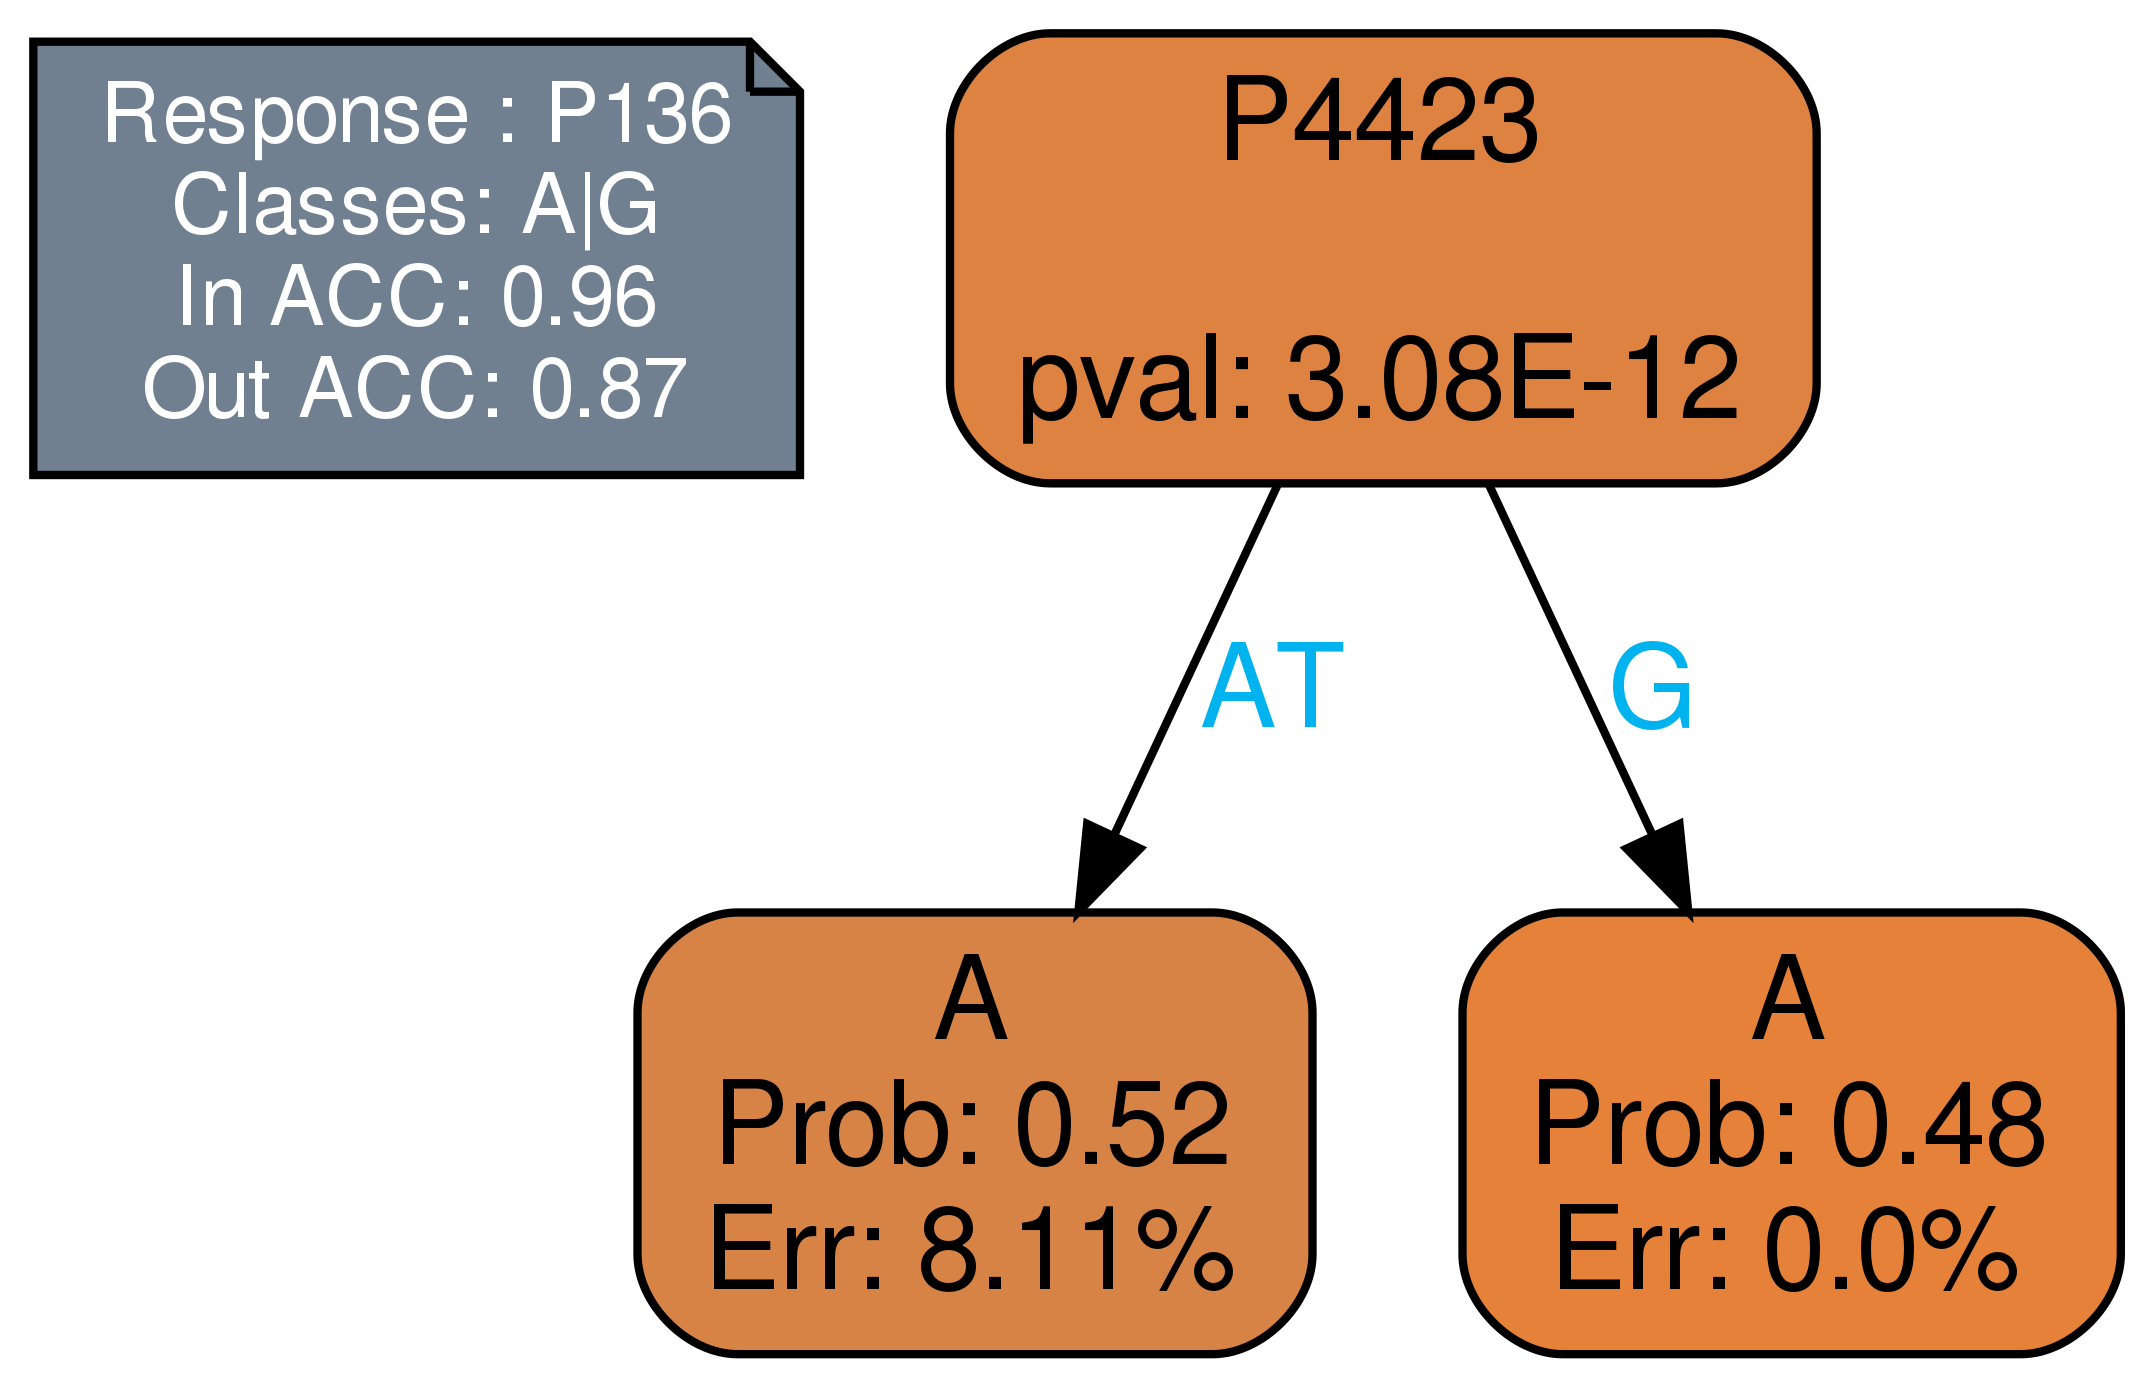 Response : P136
Classes: A|G
In ACC: 0.96
Out ACC: 0.87
P4423
pval: 3.08E-12
AT
G
A
Prob: 0.52
Err: 8.11%
A
Prob: 0.48
Err: 0.0%